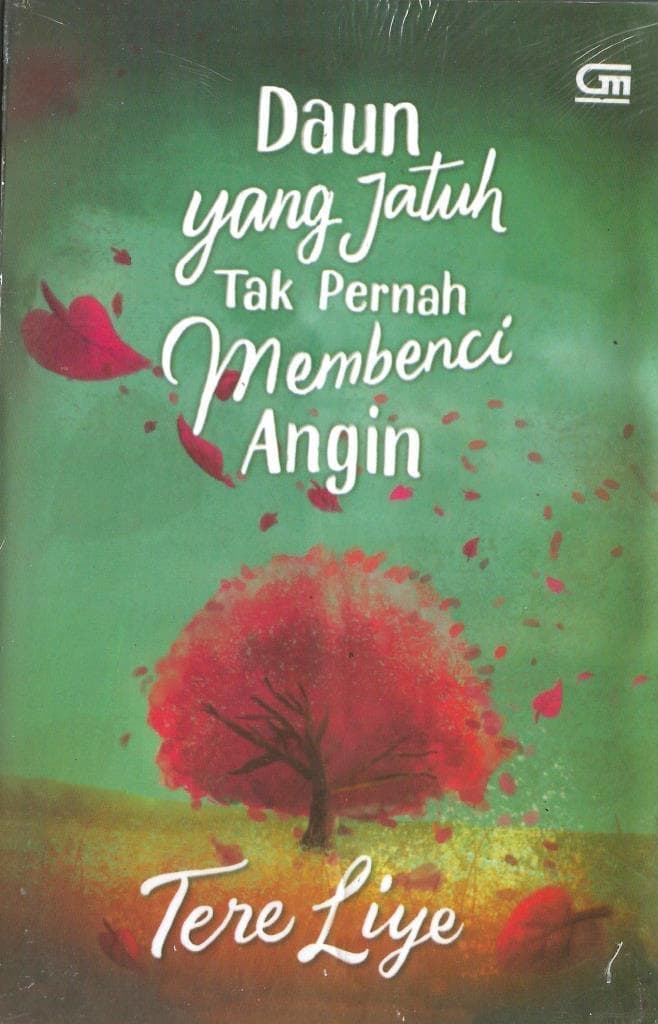 Gm
Daun
yang Jatuh
Tak Pernah
Membenci
Angin
Tere Liye